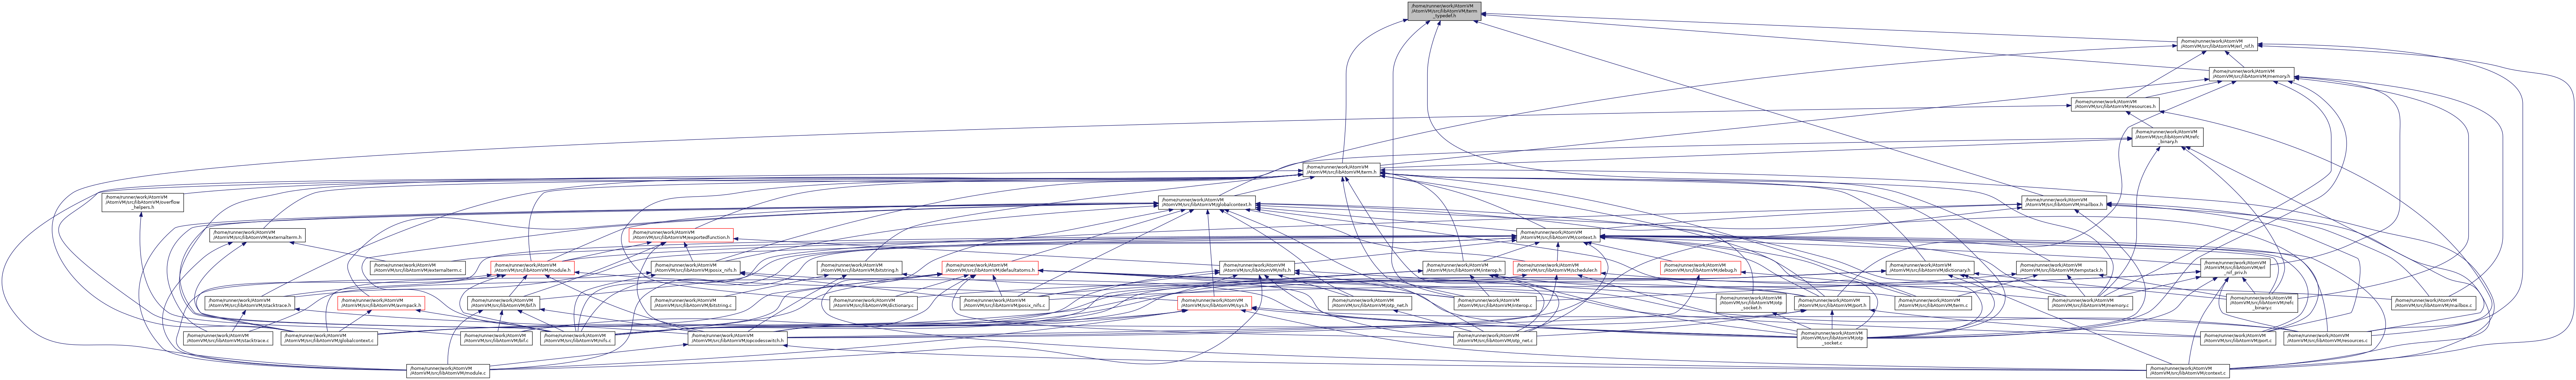 /home/runner/work/AtomVM
/AtomVM/src/libAtomVM/term
_typedef.h
/home/runner/work/AtomVM
/AtomVM/src/libAtomVM/erl_nif.h
/home/runner/work/AtomVM
/AtomVM/src/libAtomVM/memory.h
/home/runner/work/AtomVM
/AtomVM/src/libAtomVM/resources.h
/home/runner/work/AtomVM
/AtomVM/src/libAtomVM/refc
_binary.h
/home/runner/work/AtomVM
/AtomVM/src/libAtomVM/term.h
/home/runner/work/AtomVM
/AtomVM/src/libAtomVM/overflow
_helpers.h
/home/runner/work/AtomVM
/AtomVM/src/libAtomVM/globalcontext.h
/home/runner/work/AtomVM
/AtomVM/src/libAtomVM/mailbox.h
/home/runner/work/AtomVM
/AtomVM/src/libAtomVM/externalterm.h
/home/runner/work/AtomVM
/AtomVM/src/libAtomVM/exportedfunction.h
/home/runner/work/AtomVM
/AtomVM/src/libAtomVM/context.h
/home/runner/work/AtomVM
/AtomVM/src/libAtomVM/externalterm.c
/home/runner/work/AtomVM
/AtomVM/src/libAtomVM/module.h
/home/runner/work/AtomVM
/AtomVM/src/libAtomVM/posix_nifs.h
/home/runner/work/AtomVM
/AtomVM/src/libAtomVM/bitstring.h
/home/runner/work/AtomVM
/AtomVM/src/libAtomVM/defaultatoms.h
/home/runner/work/AtomVM
/AtomVM/src/libAtomVM/nifs.h
/home/runner/work/AtomVM
/AtomVM/src/libAtomVM/interop.h
/home/runner/work/AtomVM
/AtomVM/src/libAtomVM/scheduler.h
/home/runner/work/AtomVM
/AtomVM/src/libAtomVM/debug.h
/home/runner/work/AtomVM
/AtomVM/src/libAtomVM/dictionary.h
/home/runner/work/AtomVM
/AtomVM/src/libAtomVM/tempstack.h
/home/runner/work/AtomVM
/AtomVM/src/libAtomVM/erl
_nif_priv.h
/home/runner/work/AtomVM
/AtomVM/src/libAtomVM/stacktrace.h
/home/runner/work/AtomVM
/AtomVM/src/libAtomVM/avmpack.h
/home/runner/work/AtomVM
/AtomVM/src/libAtomVM/bif.h
/home/runner/work/AtomVM
/AtomVM/src/libAtomVM/bitstring.c
/home/runner/work/AtomVM
/AtomVM/src/libAtomVM/dictionary.c
/home/runner/work/AtomVM
/AtomVM/src/libAtomVM/posix_nifs.c
/home/runner/work/AtomVM
/AtomVM/src/libAtomVM/sys.h
/home/runner/work/AtomVM
/AtomVM/src/libAtomVM/otp_net.h
/home/runner/work/AtomVM
/AtomVM/src/libAtomVM/interop.c
/home/runner/work/AtomVM
/AtomVM/src/libAtomVM/otp
_socket.h
/home/runner/work/AtomVM
/AtomVM/src/libAtomVM/port.h
/home/runner/work/AtomVM
/AtomVM/src/libAtomVM/term.c
/home/runner/work/AtomVM
/AtomVM/src/libAtomVM/memory.c
/home/runner/work/AtomVM
/AtomVM/src/libAtomVM/refc
_binary.c
/home/runner/work/AtomVM
/AtomVM/src/libAtomVM/mailbox.c
/home/runner/work/AtomVM
/AtomVM/src/libAtomVM/stacktrace.c
/home/runner/work/AtomVM
/AtomVM/src/libAtomVM/globalcontext.c
/home/runner/work/AtomVM
/AtomVM/src/libAtomVM/bif.c
/home/runner/work/AtomVM
/AtomVM/src/libAtomVM/nifs.c
/home/runner/work/AtomVM
/AtomVM/src/libAtomVM/opcodesswitch.h
/home/runner/work/AtomVM
/AtomVM/src/libAtomVM/otp_net.c
/home/runner/work/AtomVM
/AtomVM/src/libAtomVM/otp
_socket.c
/home/runner/work/AtomVM
/AtomVM/src/libAtomVM/port.c
/home/runner/work/AtomVM
/AtomVM/src/libAtomVM/resources.c
/home/runner/work/AtomVM
/AtomVM/src/libAtomVM/module.c
/home/runner/work/AtomVM
/AtomVM/src/libAtomVM/context.c